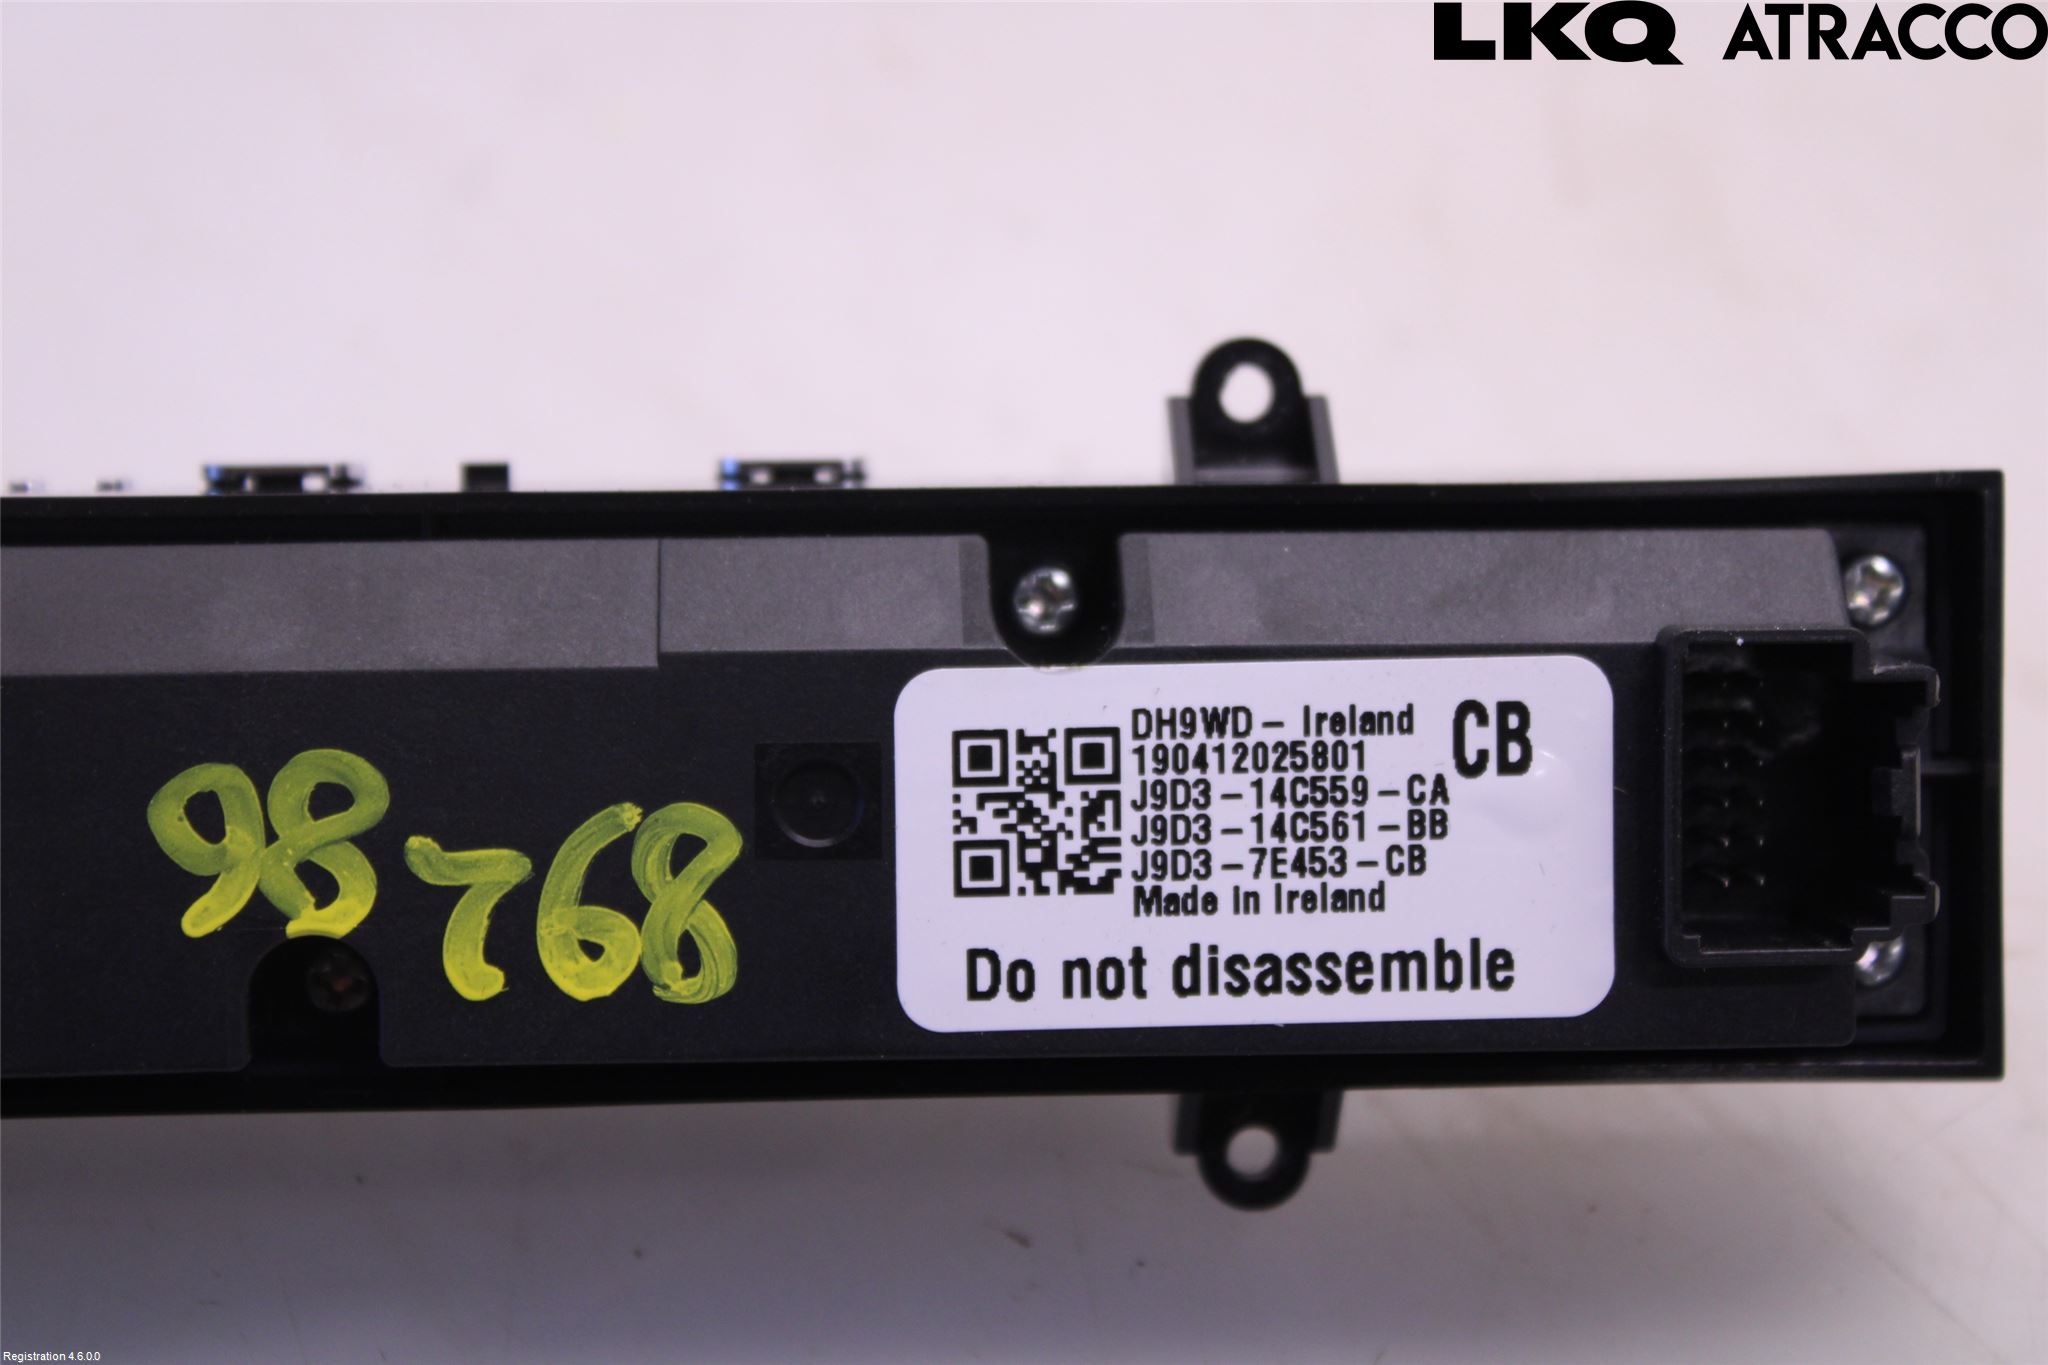 LKQ ATRACCO
DH9WD - Ireland
CB
190412025801
J9D3-14C559-CA
J9D3-14C561-BB
J9D3-7E453-CB
Made in Ireland
Do not disassemble
98768
Registration 4.6.0.0